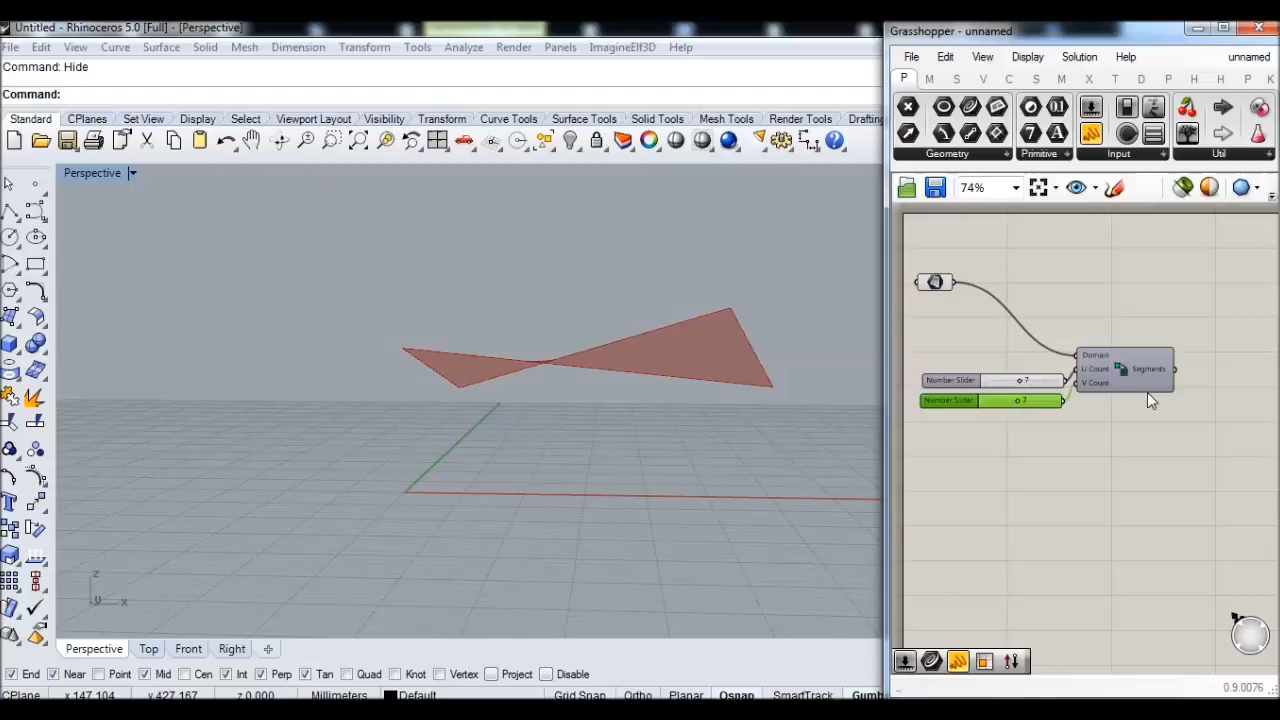 Untitled - Rhinoceros 5.0 [Full] - [Perspective]
File Edit View Curve Surface Solid Mesh Dimension Transform Tools Analyze Render Panels ImagineElf3D Help
Command: Hide
Command:
Standard CPlanes Set View Display Select Viewport Layout Visibility Transform Curve Tools Surface Tools Solid Tools Mesh Tools Render Tools Drafting
Perspective
z
x
Perspective Top Front Right
End Near Point Mid Cen Int Perp Tan Quad Knot Vertex Project Disable
CPlane x 147.104 y 427.167 z 0.000 Millimeters Default Grid Snap Ortho Planar Osnap SmartTrack Gumb
Grasshopper - unnamed
File Edit View Display Solution Help unnamed
P M S V C S M X T D P H H P K
Geometry Primitive Input Util
74%
Domain
U Count Segments
V Count
Number Slider 7
Number Slider 7
0.9.0076